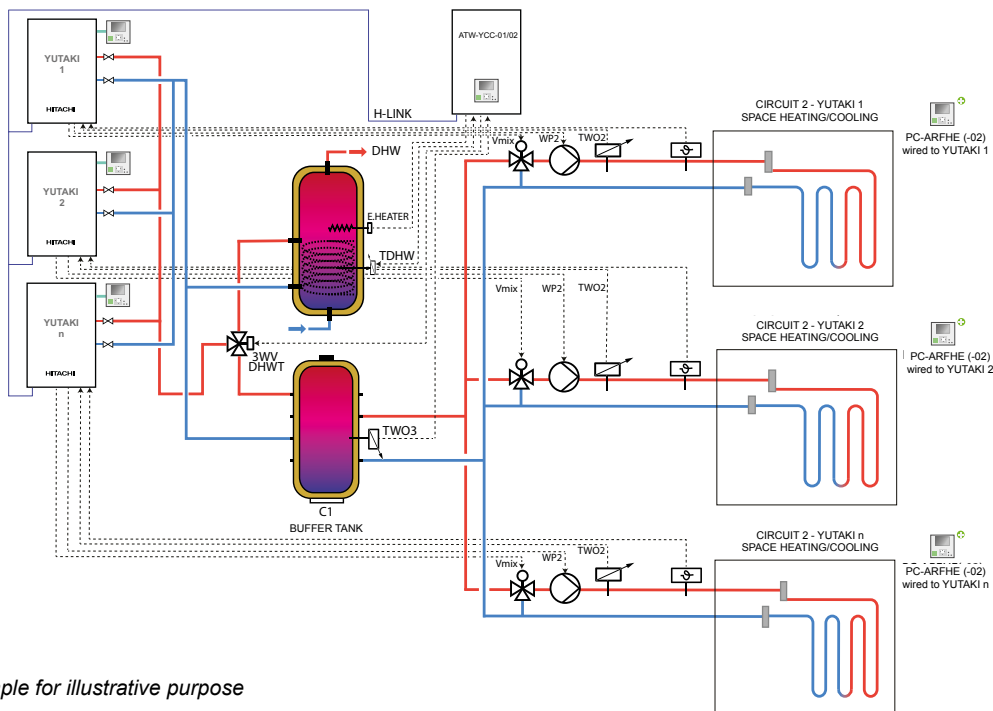 YUTAKI
1
HITACHI
YUTAKI
2
HITACHI
YUTAKI
n
HITACHI
ATW-YCC-01/02
H-LINK
DHW
E.HEATER
TDHW
3WV
DHWT
TWO3
C1
BUFFER TANK
Vmix
WP2
TWO2
CIRCUIT 2 - YUTAKI 1
SPACE HEATING/COOLING
PC-ARFHE (-02)
wired to YUTAKI 1
Vmix
WP2
TWO2
CIRCUIT 2 - YUTAKI 2
SPACE HEATING/COOLING
PC-ARFHE (-02)
wired to YUTAKI 2
Vmix
WP2
TWO2
CIRCUIT 2 - YUTAKI n
SPACE HEATING/COOLING
PC-ARFHE (-02)
wired to YUTAKI n
ple for illustrative purpose